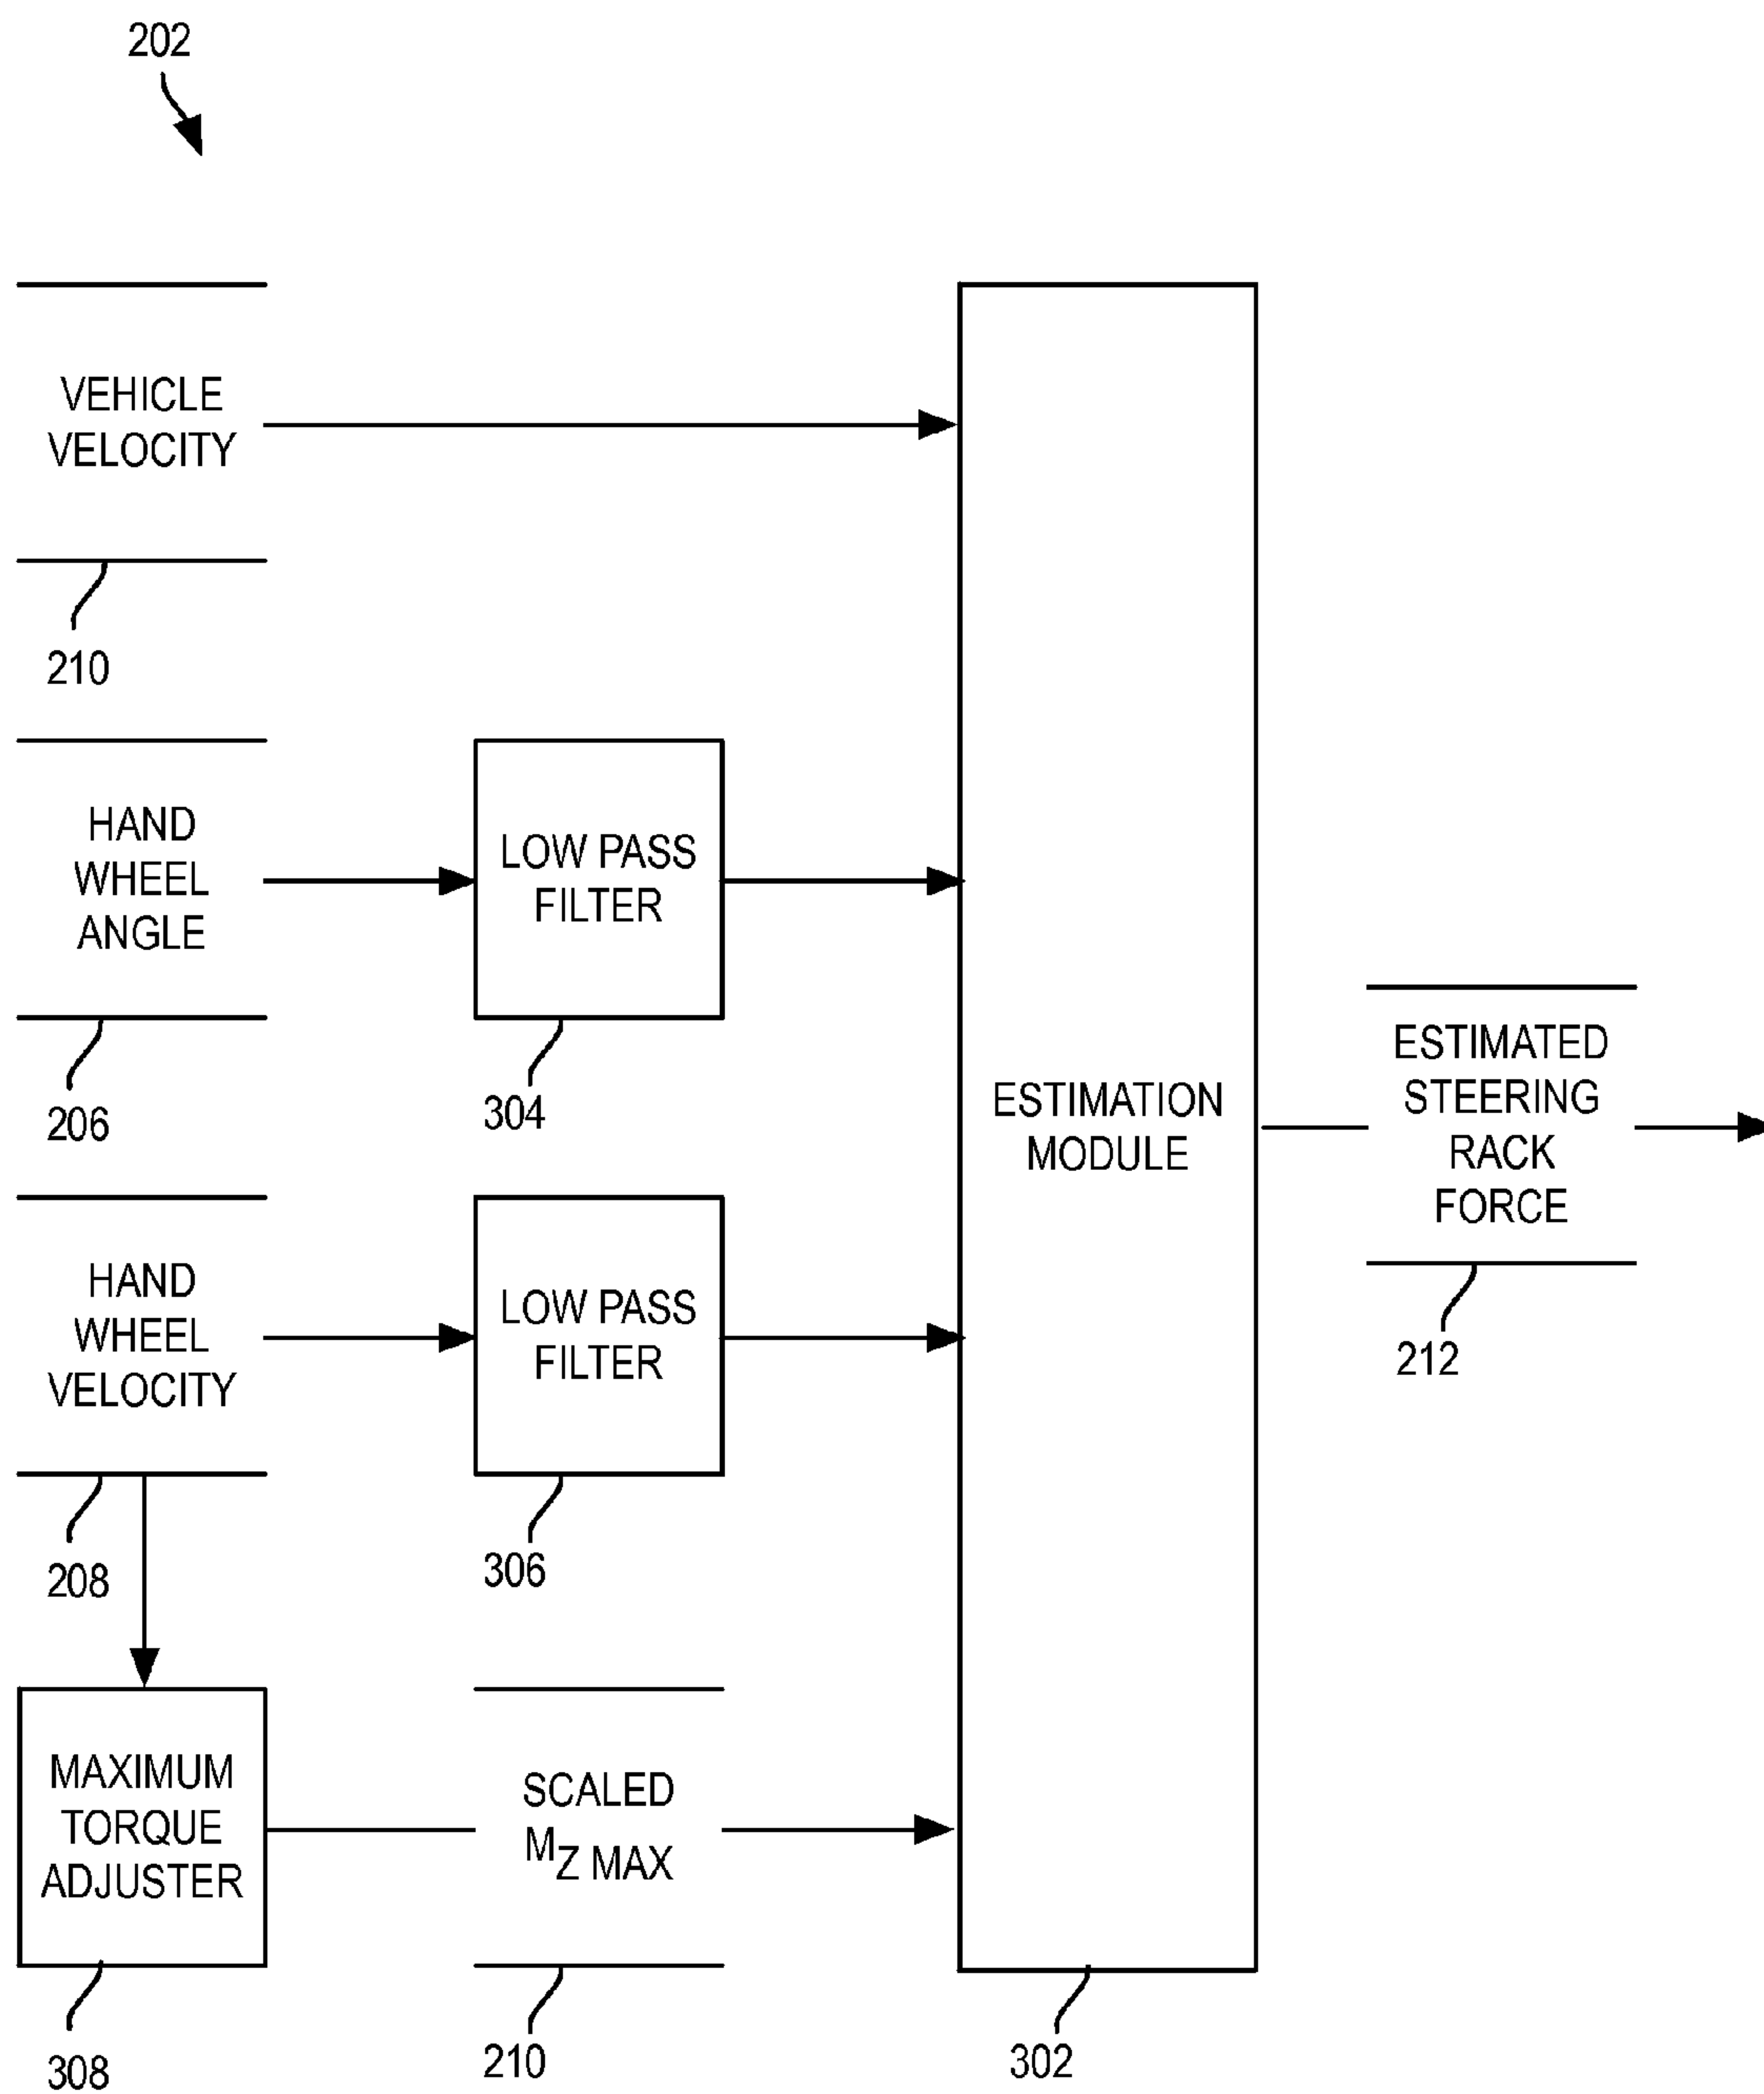 202
VEHICLE
VELOCITY
210
HAND
WHEEL
ANGLE
206
LOW PASS
FILTER
304
HAND
WHEEL
VELOCITY
208
LOW PASS
FILTER
306
MAXIMUM
TORQUE
ADJUSTER
308
SCALED
MZ MAX
210
ESTIMATION
MODULE
302
ESTIMATED
STEERING
RACK
FORCE
212